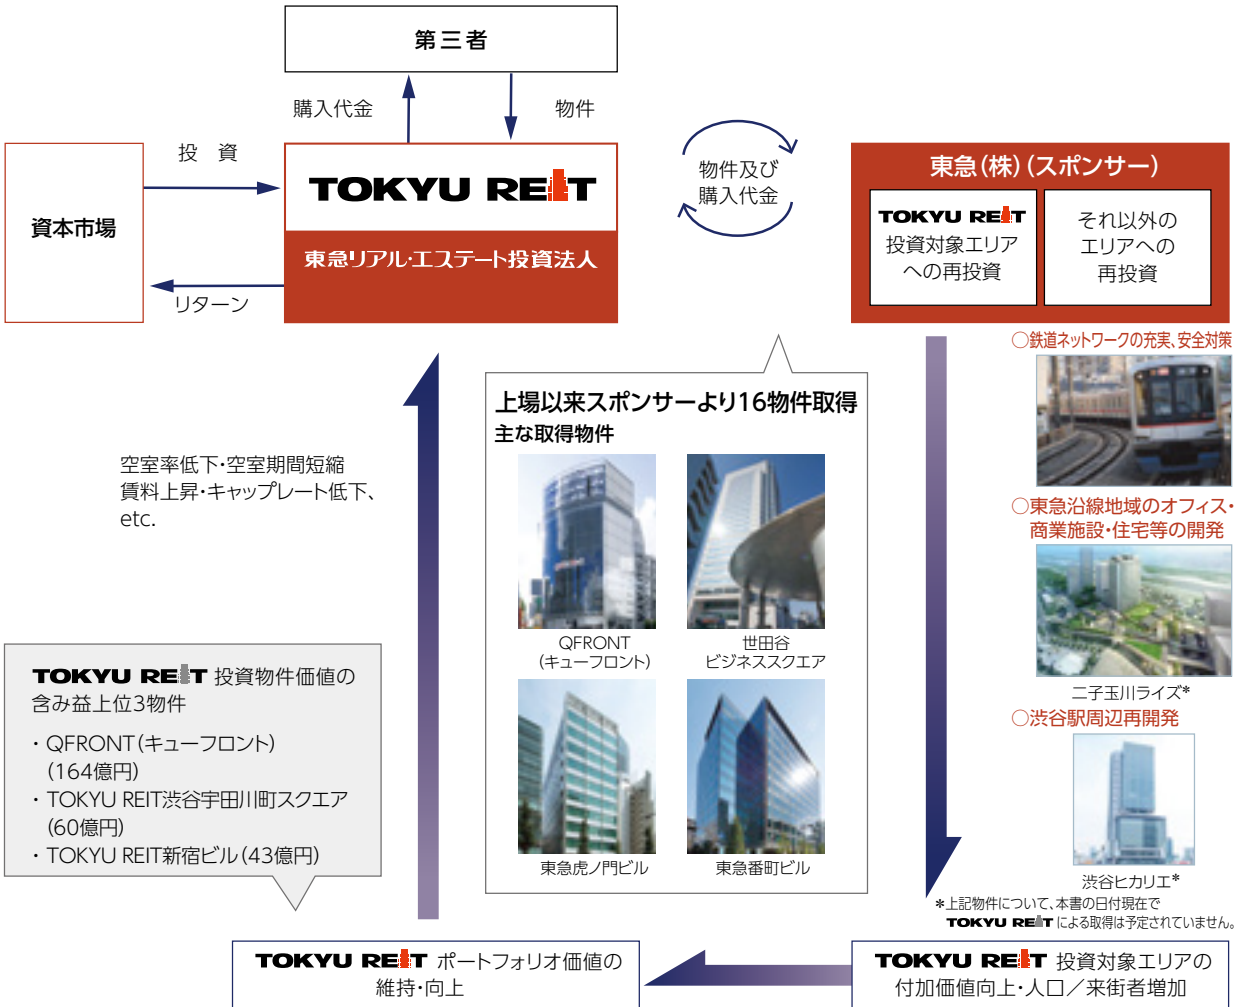 第三者
購入代金
物件
投 資
資本市場
リターン
TOKYU REIT
東急リアル・エステート投資法人
物件及び
購入代金
東急(株)(スポンサー)
TOKYU REIT
投資対象エリア
への再投資
それ以外の
エリアへの
再投資
○鉄道ネットワークの充実、安全対策
○東急沿線地域のオフィス・
商業施設・住宅等の開発
二子玉川ライズ*
○渋谷駅周辺再開発
渋谷ヒカリエ*
*上記物件について、本書の日付現在で
TOKYU REIT による取得は予定されていません。
上場以来スポンサーより16物件取得
主な取得物件
QFRONT
(キューフロント)
世田谷
ビジネススクエア
東急虎ノ門ビル
東急番町ビル
空室率低下・空室期間短縮
賃料上昇・キャップレート低下、
etc.
TOKYU REIT 投資物件価値の
含み益上位3物件
・QFRONT(キューフロント)
(164億円)
・TOKYU REIT渋谷宇田川町スクエア
(60億円)
・TOKYU REIT新宿ビル(43億円)
TOKYU REIT ポートフォリオ価値の
維持・向上
TOKYU REIT 投資対象エリアの
付加価値向上・人口/来街者増加